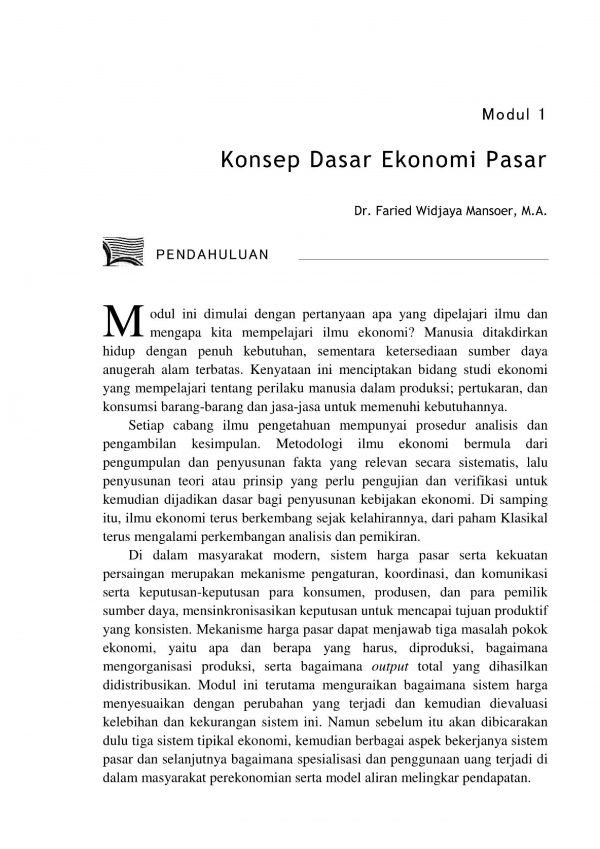 Modul 1
Konsep Dasar Ekonomi Pasar
Dr. Faried Widjaya Mansoer, M.A.
PENDAHULUAN
Modul ini dimulai dengan pertanyaan apa yang dipelajari ilmu dan
mengapa kita mempelajari ilmu ekonomi? Manusia ditakdirkan
hidup dengan penuh kebutuhan, sementara ketersediaan sumber daya
anugerah alam terbatas. Kenyataan ini menciptakan bidang studi ekonomi
yang mempelajari tentang perilaku manusia dalam produksi; pertukaran, dan
konsumsi barang-barang dan jasa-jasa untuk memenuhi kebutuhannya.
Setiap cabang ilmu pengetahuan mempunyai prosedur analisis dan
pengambilan kesimpulan. Metodologi ilmu ekonomi bermula dari
pengumpulan dan penyusunan fakta yang relevan secara sistematis, lalu
penyusunan teori atau prinsip yang perlu pengujian dan verifikasi untuk
kemudian dijadikan dasar bagi penyusunan kebijakan ekonomi. Di samping
itu, ilmu ekonomi terus berkembang sejak kelahirannya, dari paham Klasikal
terus mengalami perkembangan analisis dan pemikiran.
Di dalam masyarakat modern, sistem harga pasar serta kekuatan
persaingan merupakan mekanisme pengaturan, koordinasi, dan komunikasi
serta keputusan-keputusan para konsumen, produsen, dan para pemilik
sumber daya, mensinkronisasikan keputusan untuk mencapai tujuan produktif
yang konsisten. Mekanisme harga pasar dapat menjawab tiga masalah pokok
ekonomi, yaitu apa dan berapa yang harus, diproduksi, bagaimana
mengorganisasi produksi, serta bagaimana output total yang dihasilkan
didistribusikan. Modul ini terutama menguraikan bagaimana sistem harga
menyesuaikan dengan perubahan yang terjadi dan kemudian dievaluasi
kelebihan dan kekurangan sistem ini. Namun sebelum itu akan dibicarakan
dulu tiga sistem tipikal ekonomi, kemudian berbagai aspek bekerjanya sistem
pasar dan selanjutnya bagaimana spesialisasi dan penggunaan uang terjadi di
dalam masyarakat perekonomian serta model aliran melingkar pendapatan.